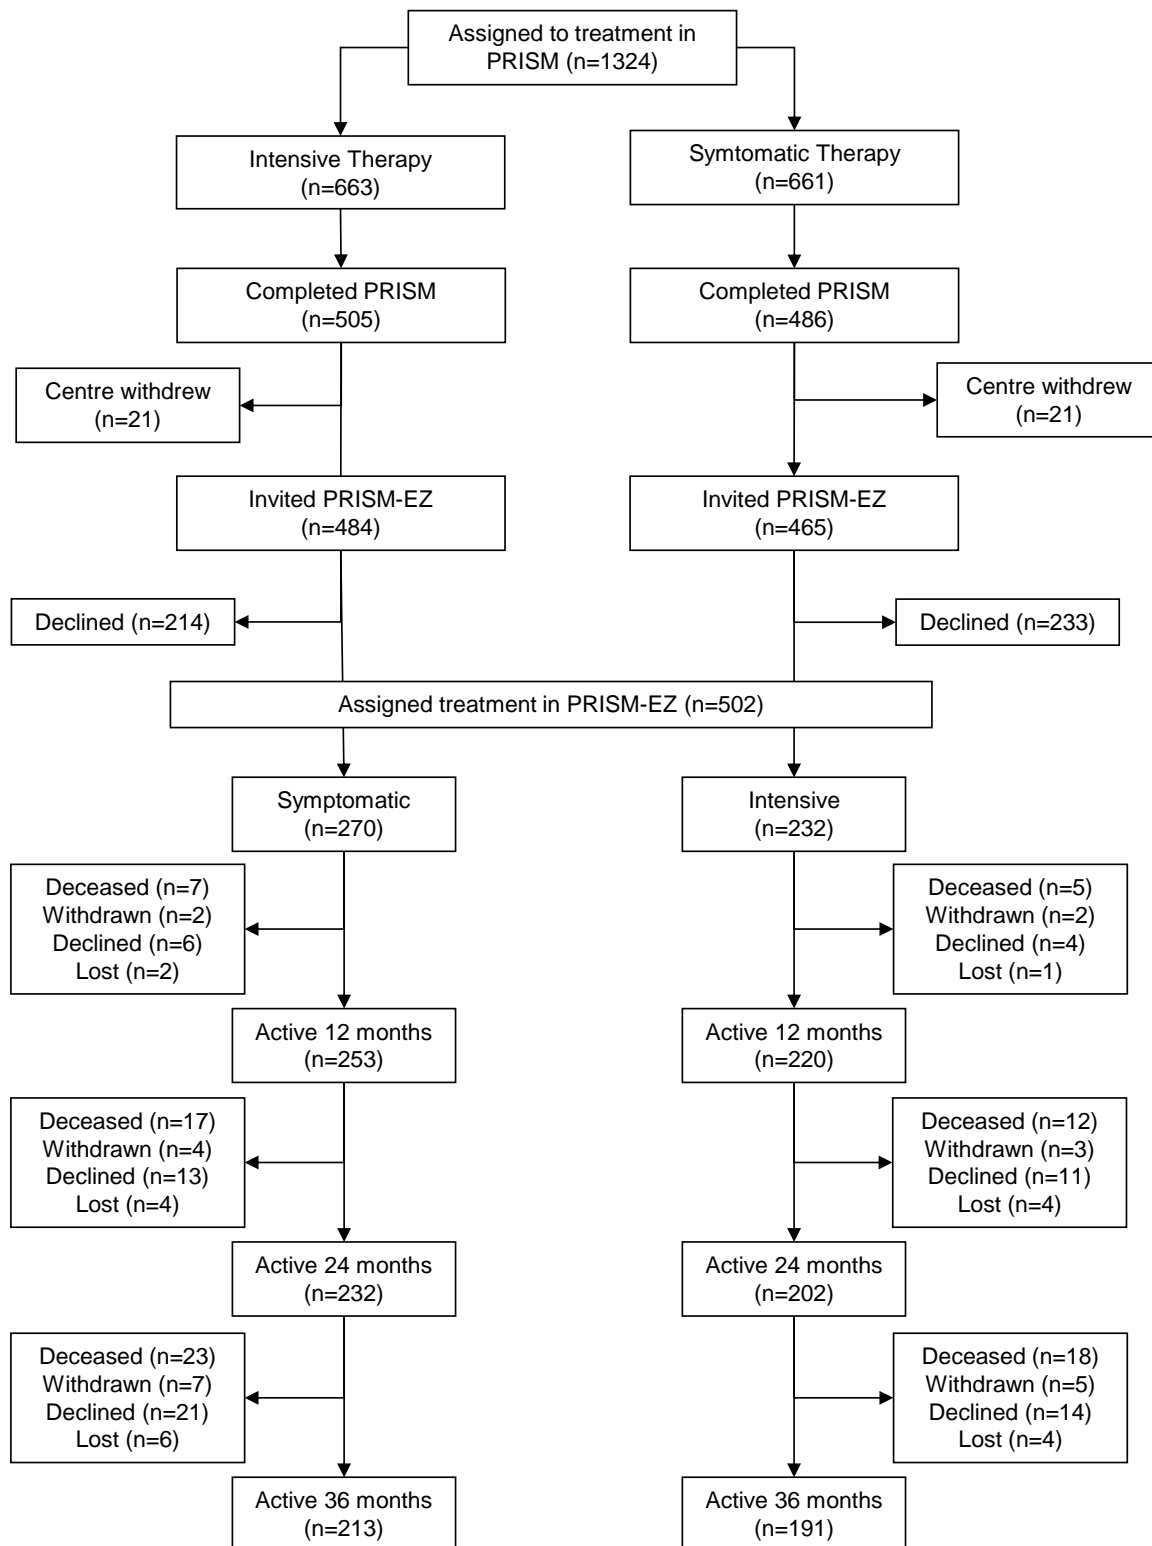 Assigned to treatment in
PRISM (n=1324)
Intensive Therapy
(n=663)
Symtomatic Therapy
(n=661)
Completed PRISM
(n=505)
Completed PRISM
(n=486)
Centre withdrew
(n=21)
Centre withdrew
(n=21)
Invited PRISM-EZ
(n=484)
Invited PRISM-EZ
(n=465)
Declined (n=214)
Declined (n=233)
Assigned treatment in PRISM-EZ (n=502)
Symptomatic
(n=270)
Intensive
(n=232)
Deceased (n=7)
Withdrawn (n=2)
Declined (n=6)
Lost (n=2)
Deceased (n=5)
Withdrawn (n=2)
Declined (n=4)
Lost (n=1)
Active 12 months
(n=253)
Active 12 months
(n=220)
Deceased (n=17)
Withdrawn (n=4)
Declined (n=13)
Lost (n=4)
Deceased (n=12)
Withdrawn (n=3)
Declined (n=11)
Lost (n=4)
Active 24 months
(n=232)
Active 24 months
(n=202)
Deceased (n=23)
Withdrawn (n=7)
Declined (n=21)
Lost (n=6)
Deceased (n=18)
Withdrawn (n=5)
Declined (n=14)
Lost (n=4)
Active 36 months
(n=213)
Active 36 months
(n=191)